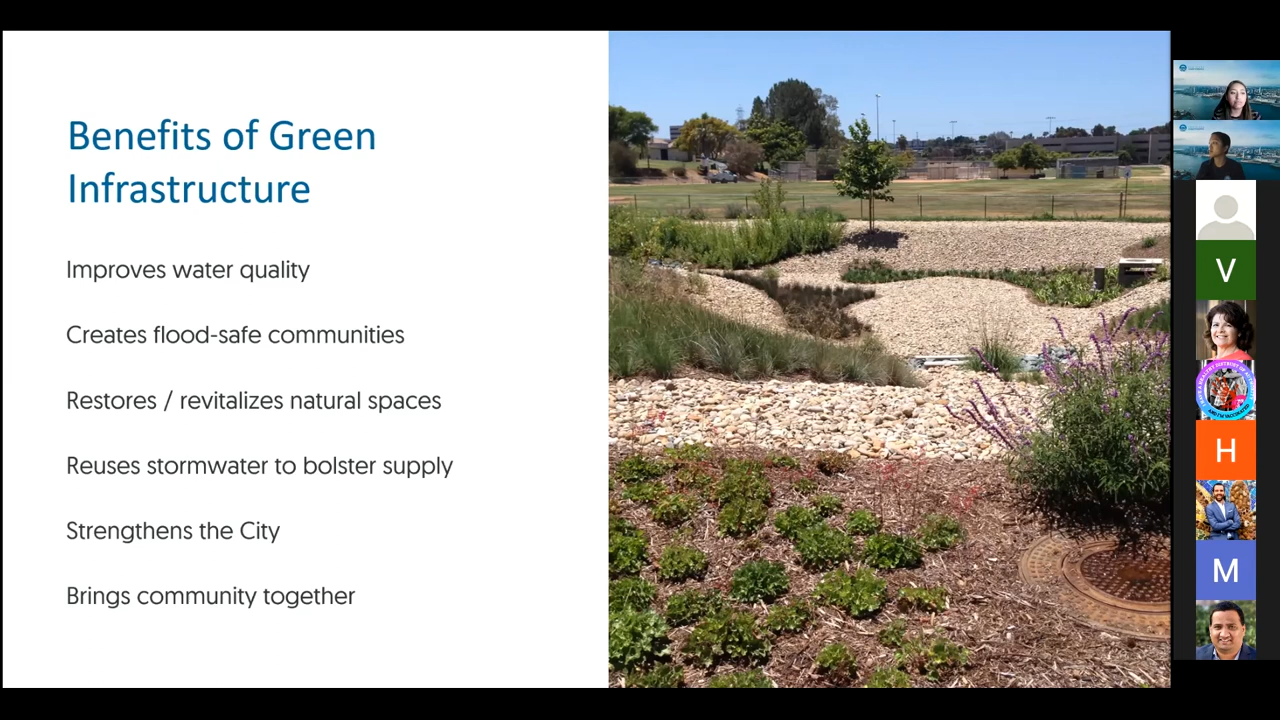 Benefits of Green
Infrastructure
Improves water quality
Creates flood-safe communities
Restores / revitalizes natural spaces
Reuses stormwater to bolster supply
Strengthens the City
Brings community together
V
H
M